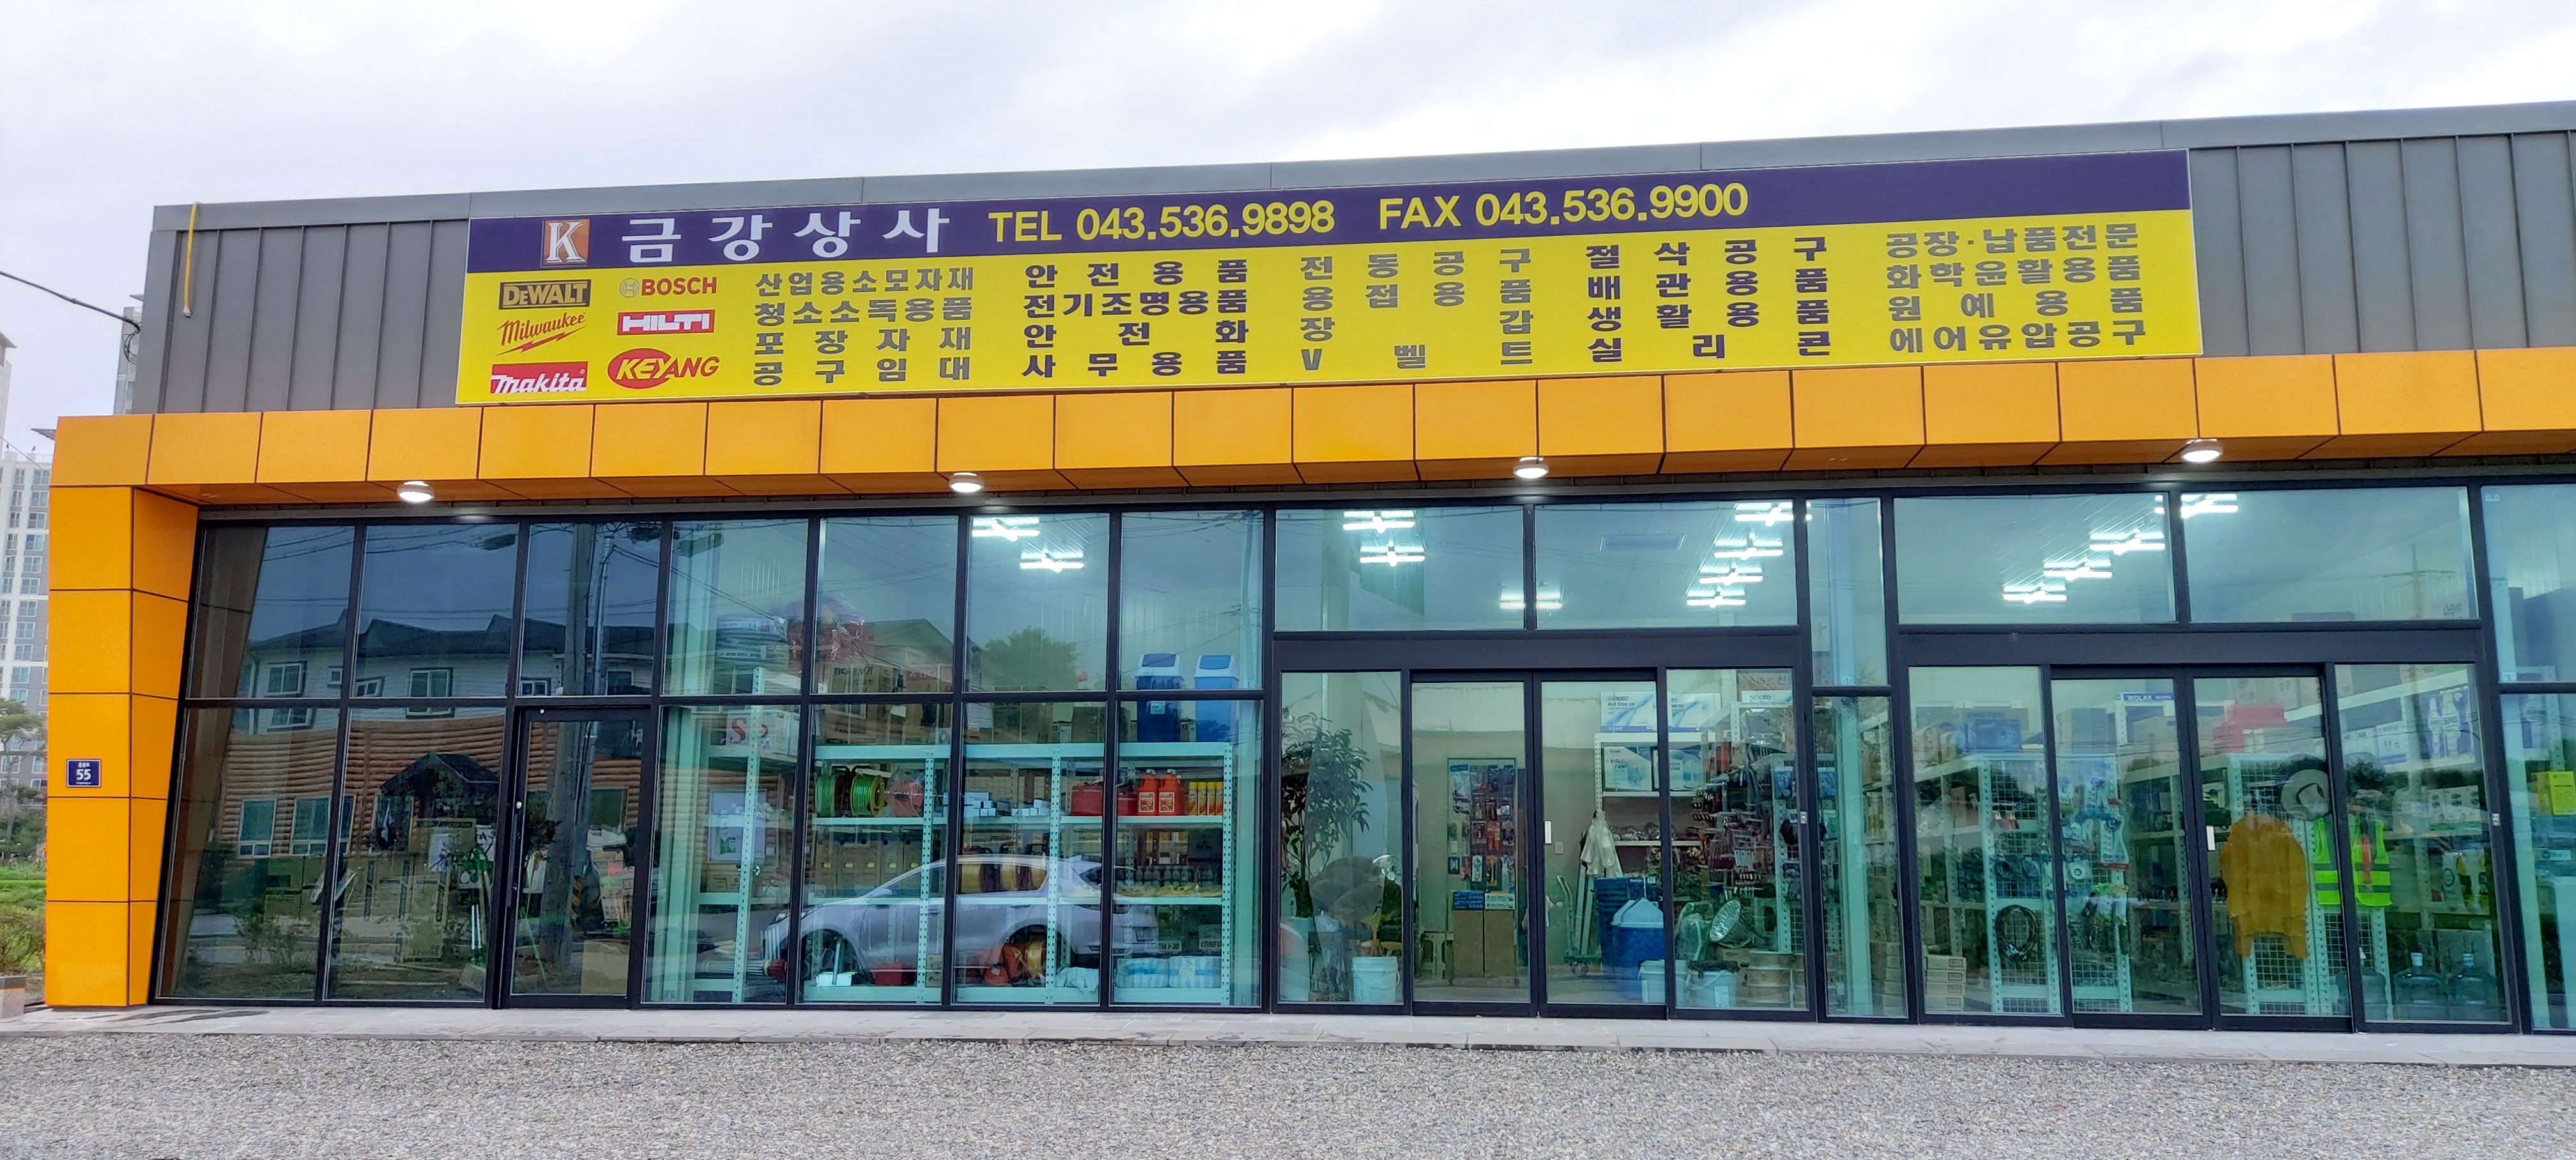 K 금강상사 TEL 043.536.9898 FAX 043.536.9900
DEWALT BOSCH
Milwaukee HILTI
makita KEYANG
산업용소모자재 안전용품 전동공구 절삭공구 공장·납품전문
청소소독용품 전기조명용품 용접용품 배관용품 화학윤활용품
포장자재 안전화 장갑 생활용품 원예용품
공구임대 사무용품 V벨트 실리콘 에어유압공구
55
WOLAK